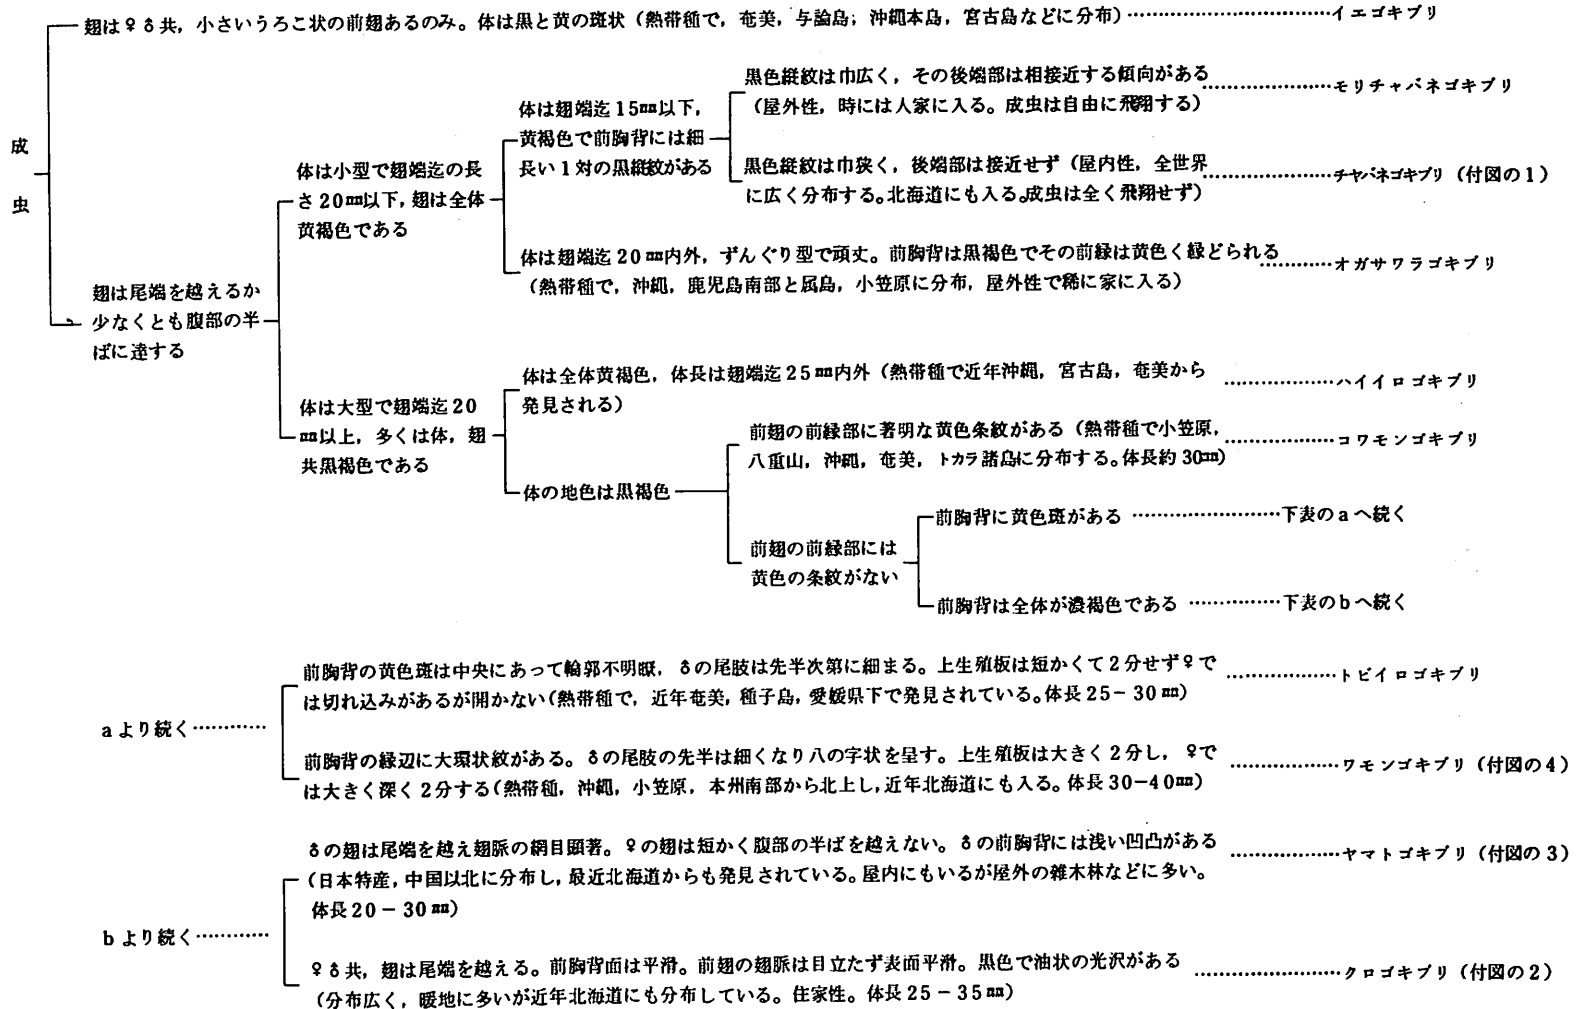 翅は♀♂共，小さいうろこ状の前翅あるのみ。体は黒と黄の斑状（熱帯種で，奄美，与論島；沖縄本島，宮古島などに分布）……………………イエゴキブリ
成
虫
翅は尾端を越えるか
少なくとも腹部の半
ばに達する
体は小型で翅端迄の長
さ20㎜以下，翅は全体
黄褐色である
体は翅端迄15㎜以下，
黄褐色で前胸背には細
長い1対の黒縦紋がある
黒色縦紋は巾広く，その後端部は相接近する傾向がある
（屋外性，時には人家に入る。成虫は自由に飛翔する）
……………モリチャバネゴキブリ
黒色縦紋は巾狭く，後端部は接近せず（屋内性，全世界
に広く分布する。北海道にも入る。成虫は全く飛翔せず）
……………チヤバネゴキブリ（付図の1）
体は翅端迄20㎜内外，ずんぐり型で頑丈。前胸背は黒褐色でその前縁は黄色く縁どられる
（熱帯種で，沖縄，鹿児島南部と属島，小笠原に分布，屋外性で稀に家に入る）
…………オガサワラゴキブリ
体は大型で翅端迄20
㎜以上，多くは体，翅
共黒褐色である
体は全体黄褐色，体長は翅端迄25㎜内外（熱帯種で近年沖縄，宮古島，奄美から
発見される）
………………ハイイロゴキブリ
体の地色は黒褐色
前翅の前縁部に著明な黄色条紋がある（熱帯種で小笠原，
八重山，沖縄，奄美，トカラ諸島に分布する。体長約30㎜）
………………コワモンゴキブリ
前翅の前縁部には
黄色の条紋がない
前胸背に黄色斑がある……………………下表のaへ続く
前胸背は全体が濃褐色である……………下表のbへ続く
aより続く…………
前胸背の黄色斑は中央にあって輪郭不明瞭，♂の尾肢は先半次第に細まる。上生殖板は短かくて2分せず♀で
は切れ込みがあるが開かない（熱帯種で，近年奄美，種子島，愛媛県下で発見されている。体長25－30㎜）
………………トビイロゴキブリ
前胸背の縁辺に大環状紋がある。♂の尾肢の先半は細くなり八の字状を呈す。上生殖板は大きく2分し，♀で
は大きく深く2分する（熱帯種，沖縄，小笠原，本州南部から北上し，近年北海道にも入る。体長30－40㎜）
………………ワモンゴキブリ（付図の4）
bより続く…………
♂の翅は尾端を越え翅脈の網目顕著。♀の翅は短かく腹部の半ばを越えない。♂の前胸背には浅い凹凸がある
（日本特産，中国以北に分布し，最近北海道からも発見されている。屋内にもいるが屋外の雑木林などに多い。
体長20－30㎜）
………………ヤマトゴキブリ（付図の3）
♀♂共，翅は尾端を越える。前胸背面は平滑。前翅の翅脈は目立たず表面平滑。黒色で油状の光沢がある
（分布広く，暖地に多いが近年北海道にも分布している。住家性。体長25－35㎜）
……………………クロゴキブリ（付図の2）